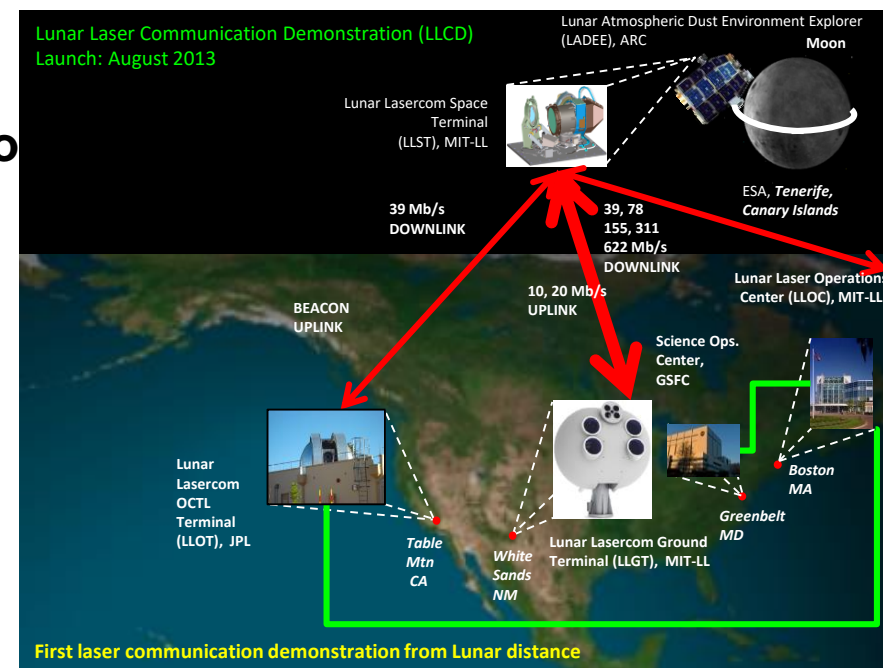 Lunar Laser Communication Demonstration (LLCD)
Launch: August 2013
Lunar Atmospheric Dust Environment Explorer
(LADEE), ARC
Moon
Lunar Lasercom Space
Terminal
(LLST), MIT-LL
o
ESA, Tenerife,
Canary Islands
39 Mb/s
DOWNLINK
39, 78
155, 311
622 Mb/s
DOWNLINK
10, 20 Mb/s
UPLINK
BEACON
UPLINK
Lunar Laser Operations
Center (LLOC), MIT-LL
Science Ops.
Center,
GSFC
Lunar
Lasercom
OCTL
Terminal
(LLOT), JPL
Table
Mtn
CA
White
Sands
NM
Lunar Lasercom Ground
Terminal (LLGT), MIT-LL
Greenbelt
MD
Boston
MA
First laser communication demonstration from Lunar distance